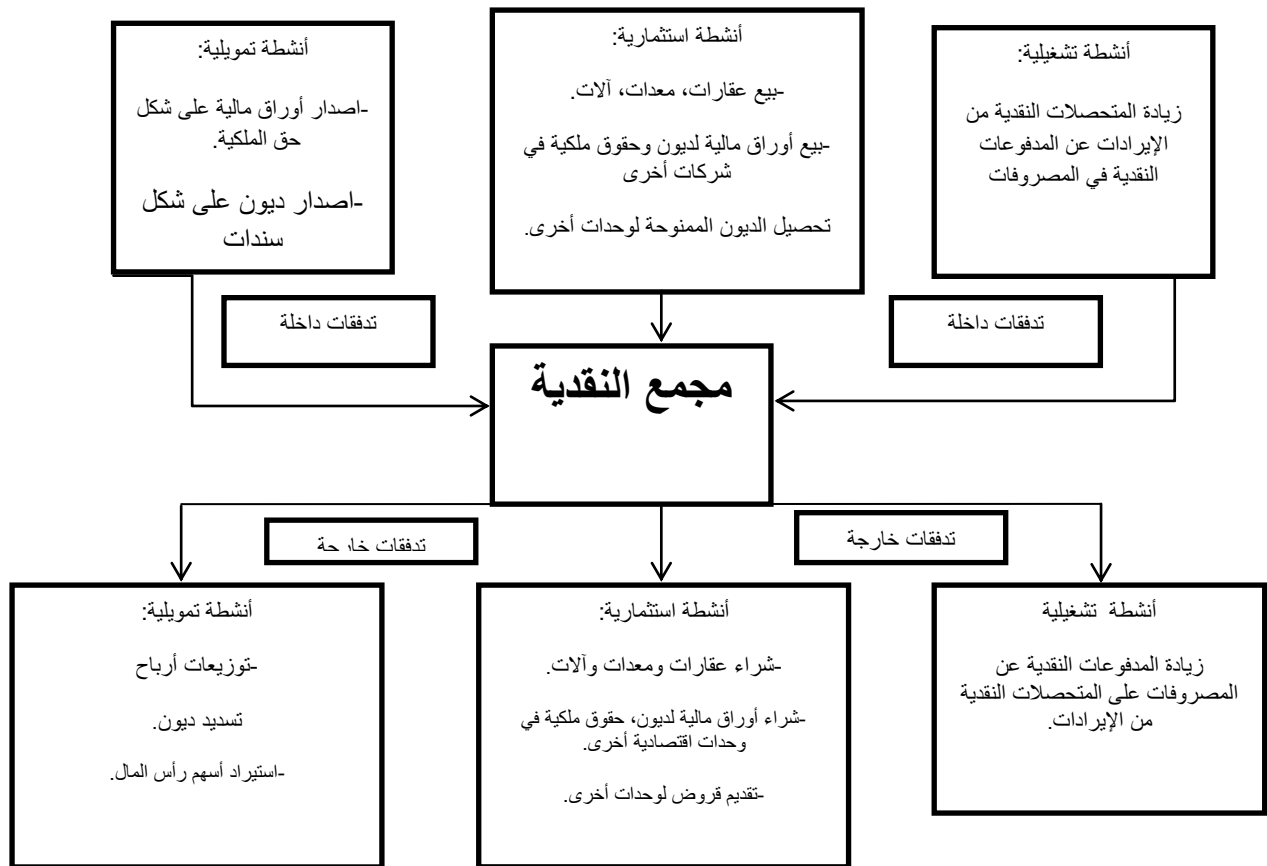 أنشطة تشغيلية:
زيادة المتحصلات النقدية من
الإيرادات عن المدفوعات
النقدية في المصروفات
أنشطة استثمارية:
-بيع عقارات، معدات، آلات.
-بيع أوراق مالية لديون وحقوق ملكية في
شركات أخرى
تحصيل الديون الممنوحة لوحدات أخرى.
أنشطة تمويلية:
-اصدار أوراق مالية على شكل
حق الملكية.
-اصدار ديون على شكل
سندات
تدفقات داخلة
تدفقات داخلة
مجمع النقدية
تدفقات خارجة
تدفقات خارجة
أنشطة تشغيلية
زيادة المدفوعات النقدية عن
المصروفات على المتحصلات النقدية
من الإيرادات.
أنشطة استثمارية:
-شراء عقارات ومعدات وآلات.
-شراء أوراق مالية لديون، حقوق ملكية في
وحدات اقتصادية أخرى.
-تقديم قروض لوحدات أخرى.
أنشطة تمويلية:
-توزيعات أرباح
تسديد ديون.
-استيراد أسهم رأس المال.